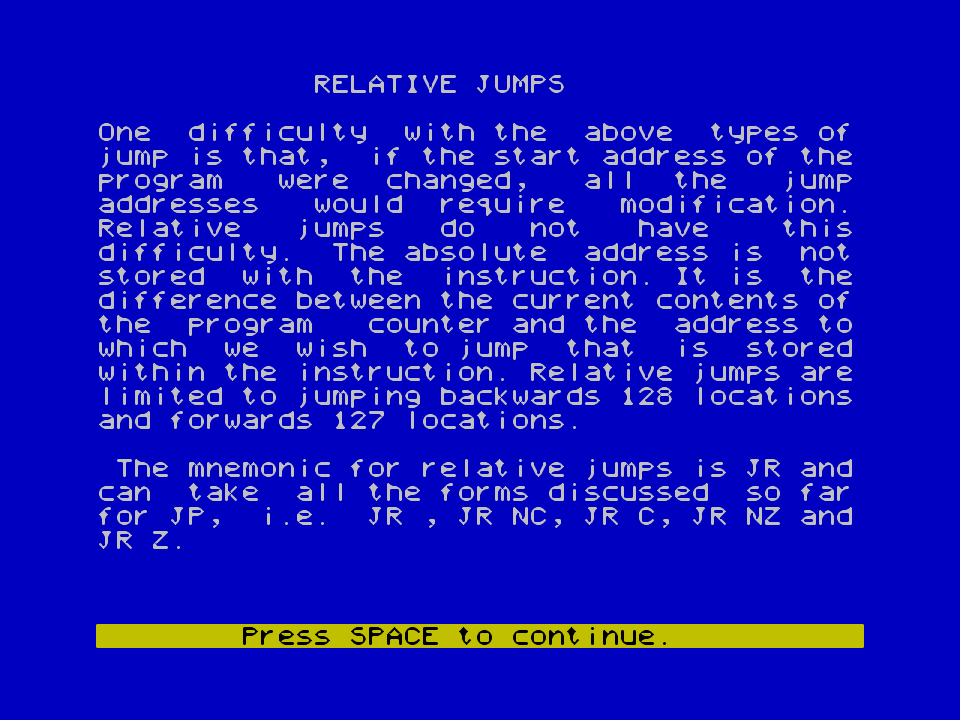 RELATIVE JUMPS
One difficulty with the above types of
jump is that, if the start address of the
program were changed, all the jump
addresses would require modification.
Relative jumps do not have this
difficulty. The absolute address is not
stored with the instruction. It is the
difference between the current contents of
the program counter and the address to
which we wish to jump that is stored
within the instruction. Relative jumps are
limited to jumping backwards 128 locations
and forwards 127 locations.
The mnemonic for relative jumps is JR and
can take all the forms discussed so far
for JP, i.e. JR , JR NC, JR C, JR NZ and
JR Z.
Press SPACE to continue.